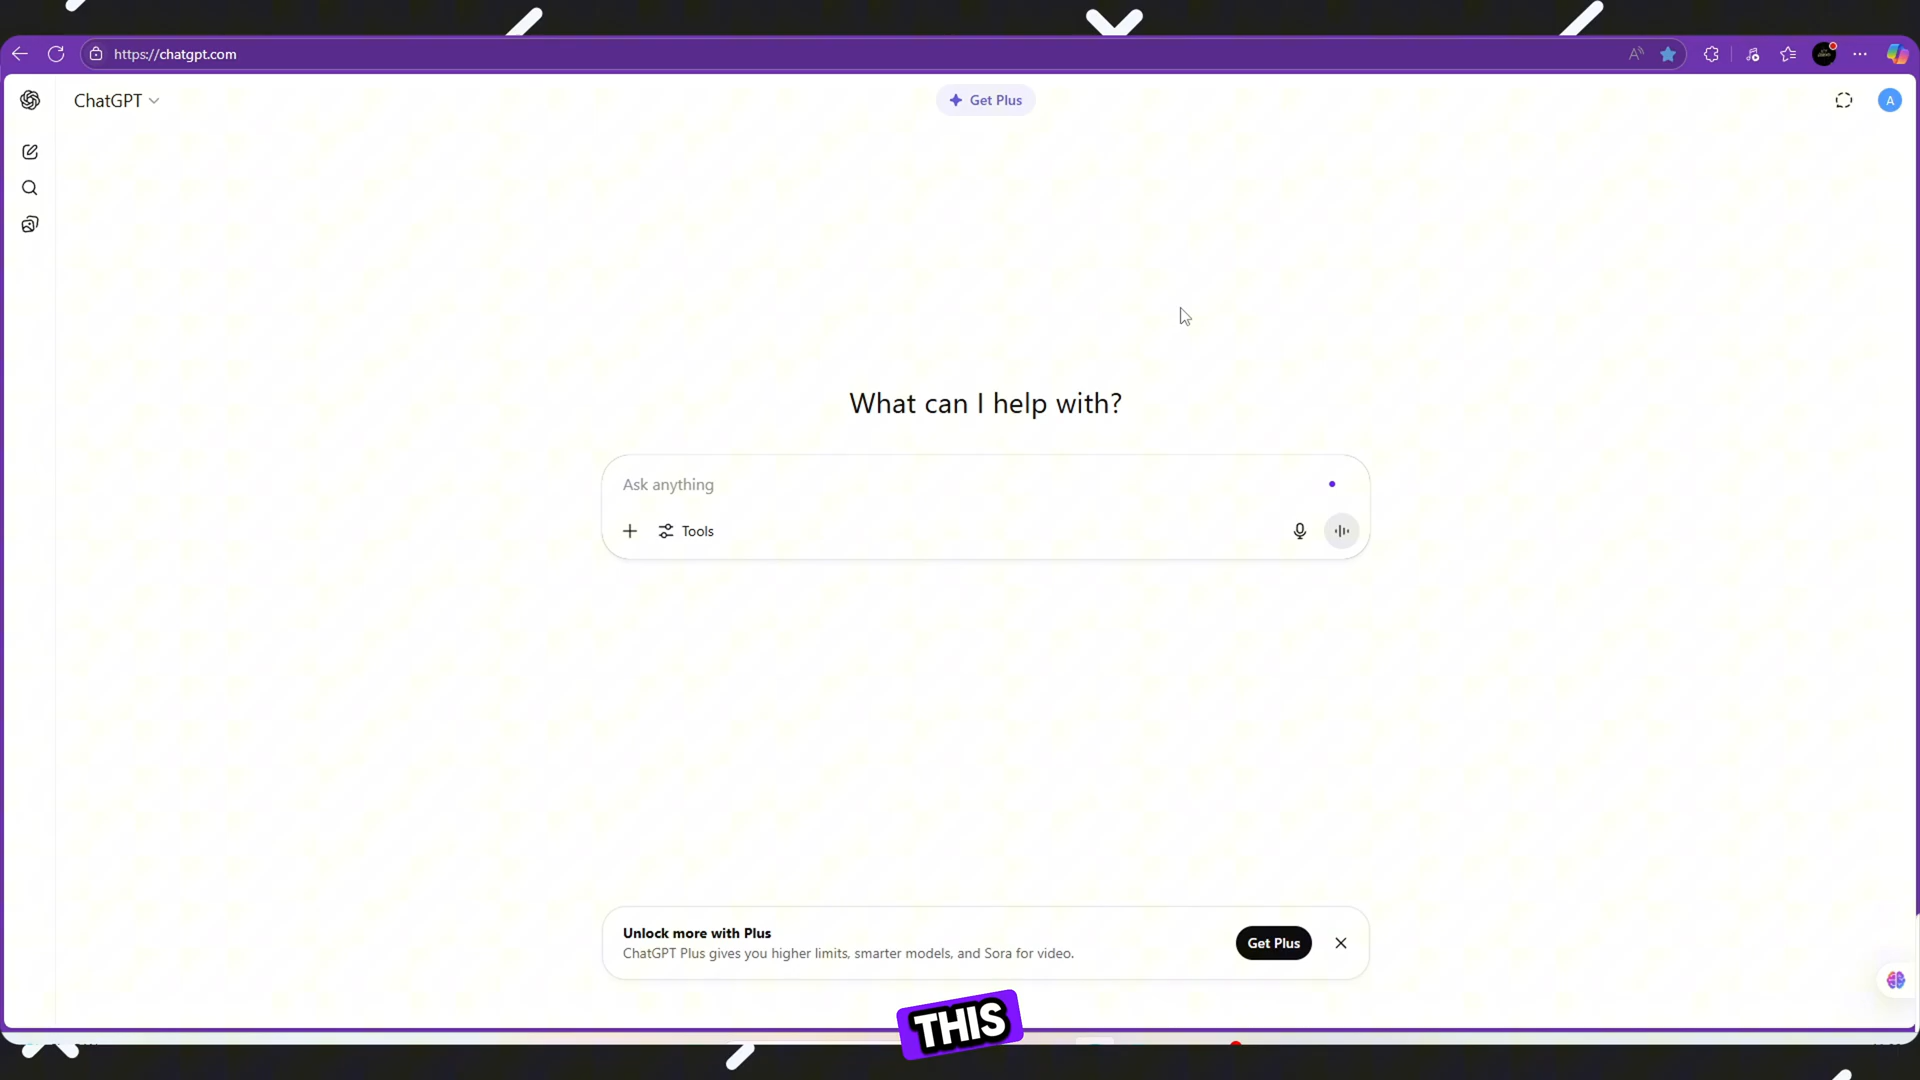 https://chatgpt.com
ChatGPT
Get Plus
A
What can I help with?
Ask anything
Tools
Unlock more with Plus
ChatGPT Plus gives you higher limits, smarter models, and Sora for video.
Get Plus
THIS